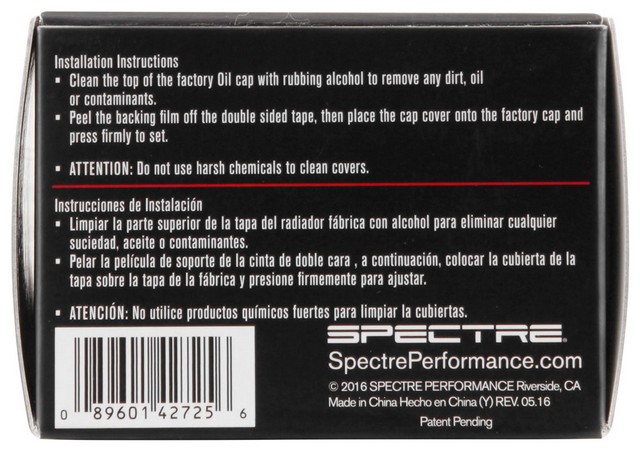 Installation Instructions
▪ Clean the top of the factory Oil cap with rubbing alcohol to remove any dirt, oil
or contaminants.
▪ Peel the backing film off the double sided tape, then place the cap cover onto the factory cap and
press firmly to set.
▪ ATTENTION: Do not use harsh chemicals to clean covers.
Instrucciones de Instalación
▪ Limpiar la parte superior de la tapa del radiador fábrica con alcohol para eliminar cualquier
suciedad, aceite o contaminantes.
▪ Pelar la película de soporte de la cinta de doble cara , a continuación, colocar la cubierta de la
tapa sobre la tapa de la fábrica y presione firmemente para ajustar.
▪ ATENCIÓN: No utilice productos químicos fuertes para limpiar la cubiertas.
SPECTRE®
SpectrePerformance.com
© 2016 SPECTRE PERFORMANCE Riverside, CA
Made in China Hecho en China (Y) REV. 05.16
Patent Pending
0 89601 42725 6